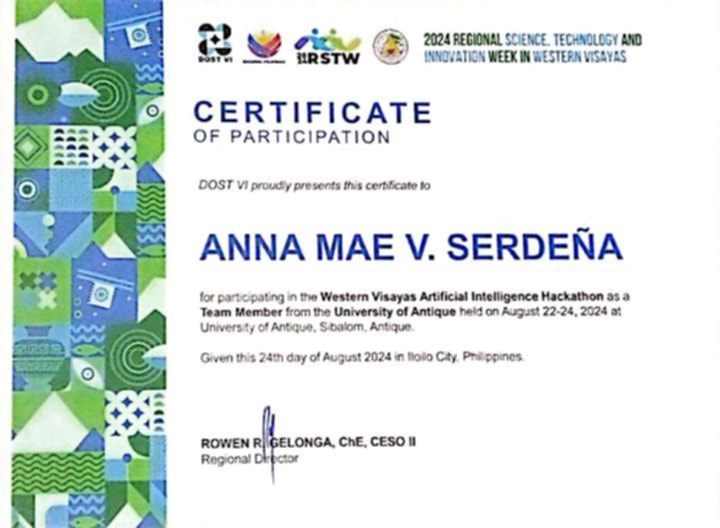 DOST VI
RSTW
2024 REGIONAL SCIENCE, TECHNOLOGY AND
INNOVATION WEEK IN WESTERN VISAYAS
CERTIFICATE
OF PARTICIPATION
DOST VI proudly presents this certificate to
ANNA MAE V. SERDEÑA
for participating in the Western Visayas Artificial Intelligence Hackathon as a
Team Member from the University of Antique held on August 22-24, 2024 at
University of Antique, Sibalom, Antique.
Given this 24th day of August 2024 in Iloilo City, Philippines.
ROWEN R. GELONGA, ChE, CESO II
Regional Director